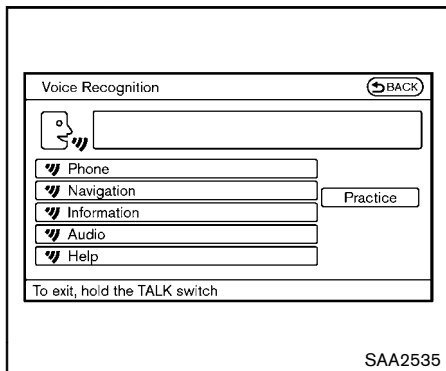 Voice Recognition
BACK
Phone
Navigation
Practice
Information
Audio
Help
To exit, hold the TALK switch
SAA2535